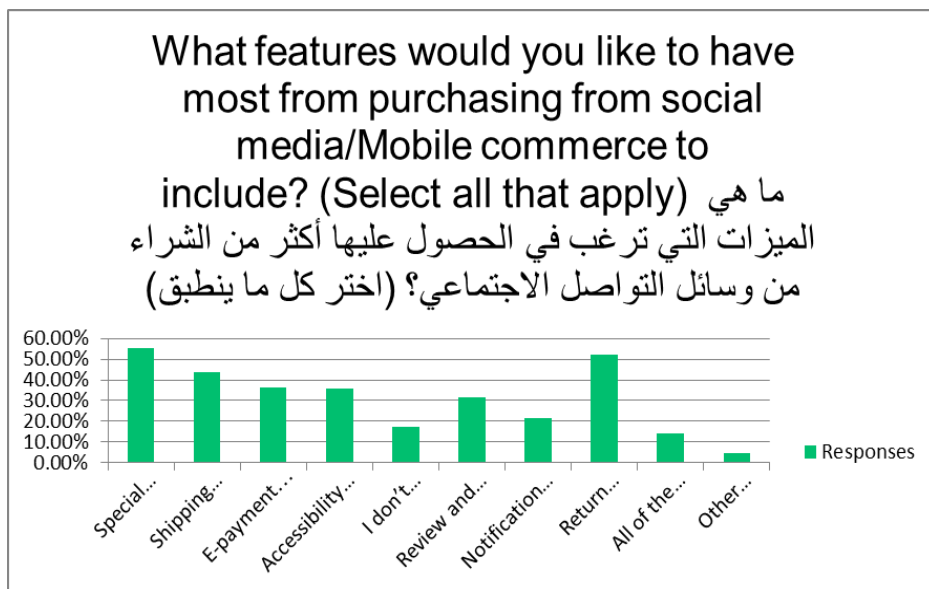 What features would you like to have
most from purchasing from social
media/Mobile commerce to
include? (Select all that apply) ما هي
الميزات التي ترغب في الحصول عليها أكثر من الشراء
من وسائل التواصل الاجتماعي؟ (اختر كل ما ينطبق)
60.00%
50.00%
40.00%
30.00%
20.00%
10.00%
0.00%
Special...
Shipping...
E-payment...
Accessibility...
I don't...
Review and...
Notification...
Return...
All of the...
Other...
Responses